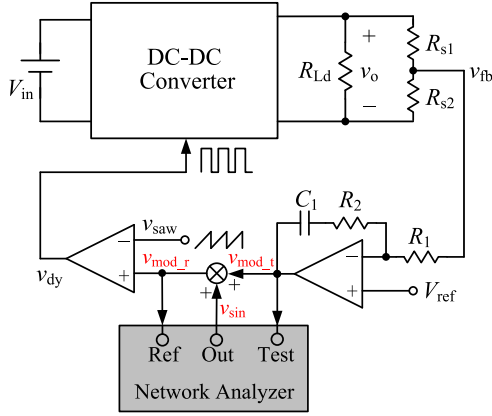 DC-DC
Converter
V_in
R_Ld
+
v_o
−
R_s1
R_s2
v_fb
C_1
R_2
R_1
v_saw
v_dy
−
+
v_mod_r
+
+
v_sin
v_mod_t
−
+
V_ref
Ref
Out
Test
Network Analyzer